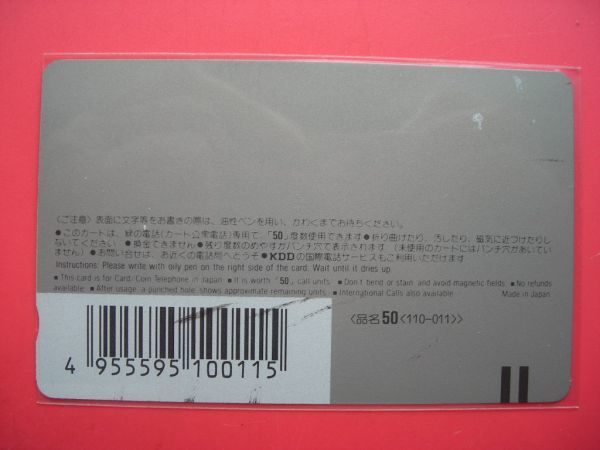 〈ご注意〉表面に文字等をお書きの際は、油性ペンを用い、かわくまでお待ちください。
●このカートは、緑の電話(カート公衆電話)専用で、「50」度数使用できます●折り曲げたり、汚したり、磁気に近づけたりし
ないてください ●換金できません●残り度数のめやすがパンチ穴で表示されます (未使用のカートにはパンチ穴があいてい
ません) ●お問い合せは、お近くの電話局へどうぞ ●KDDの国際電話サービスもご利用いただけます
Instructions: Please write with oily pen on the right side of the card. Wait until it dries up
■ This card is for Card/Coin Telephone in Japan ■ It is worth "50" call units ■ Don't bend or stain, and avoid magnetic fields ■ No refunds
available. ■ After usage a punched hole shows approximate remaining units ■ International Calls also available
Made in Japan
〈品名50<110-011>〉
4 955595 100115